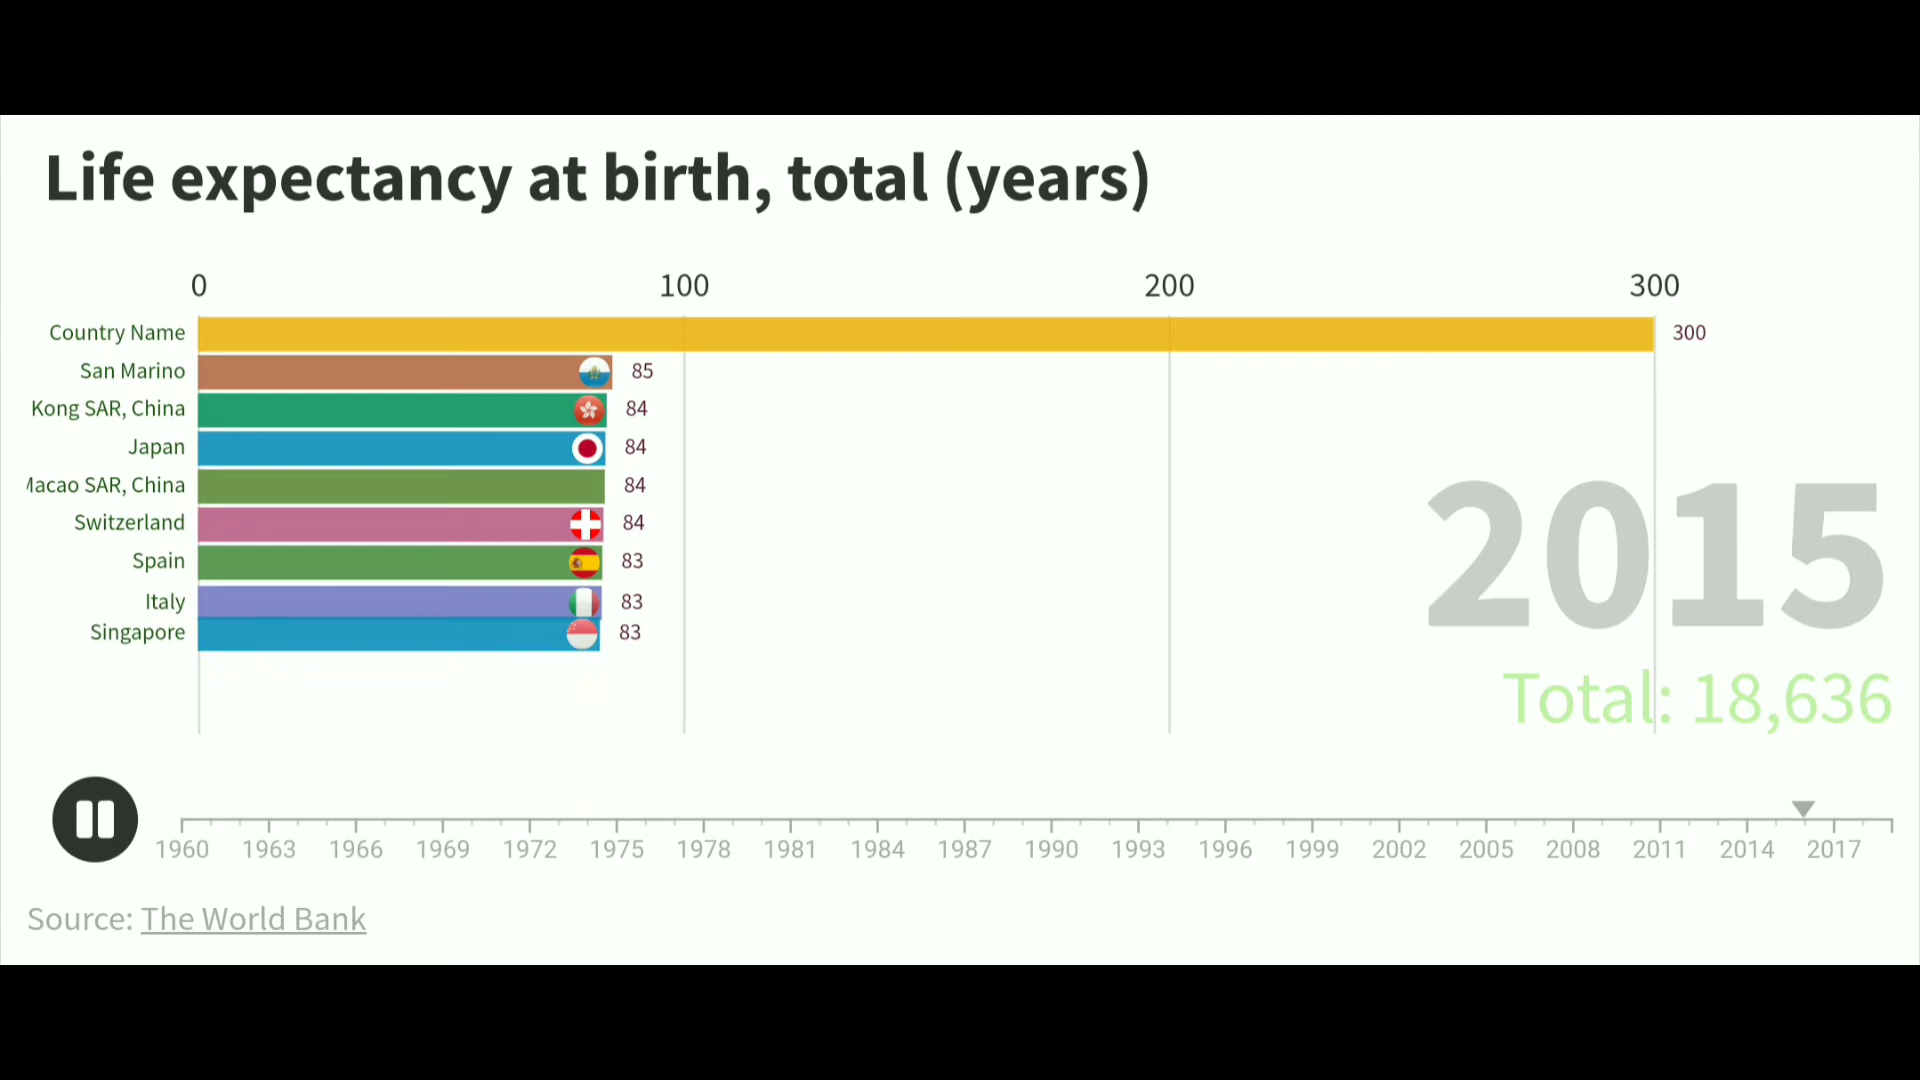 Life expectancy at birth, total (years)
0 100 200 300
Country Name 300
San Marino 85
Kong SAR, China 84
Japan 84
Macao SAR, China 84
Switzerland 84
Spain 83
Italy 83
Singapore 83
2015
Total: 18,636
1960 1963 1966 1969 1972 1975 1978 1981 1984 1987 1990 1993 1996 1999 2002 2005 2008 2011 2014 2017
Source: The World Bank